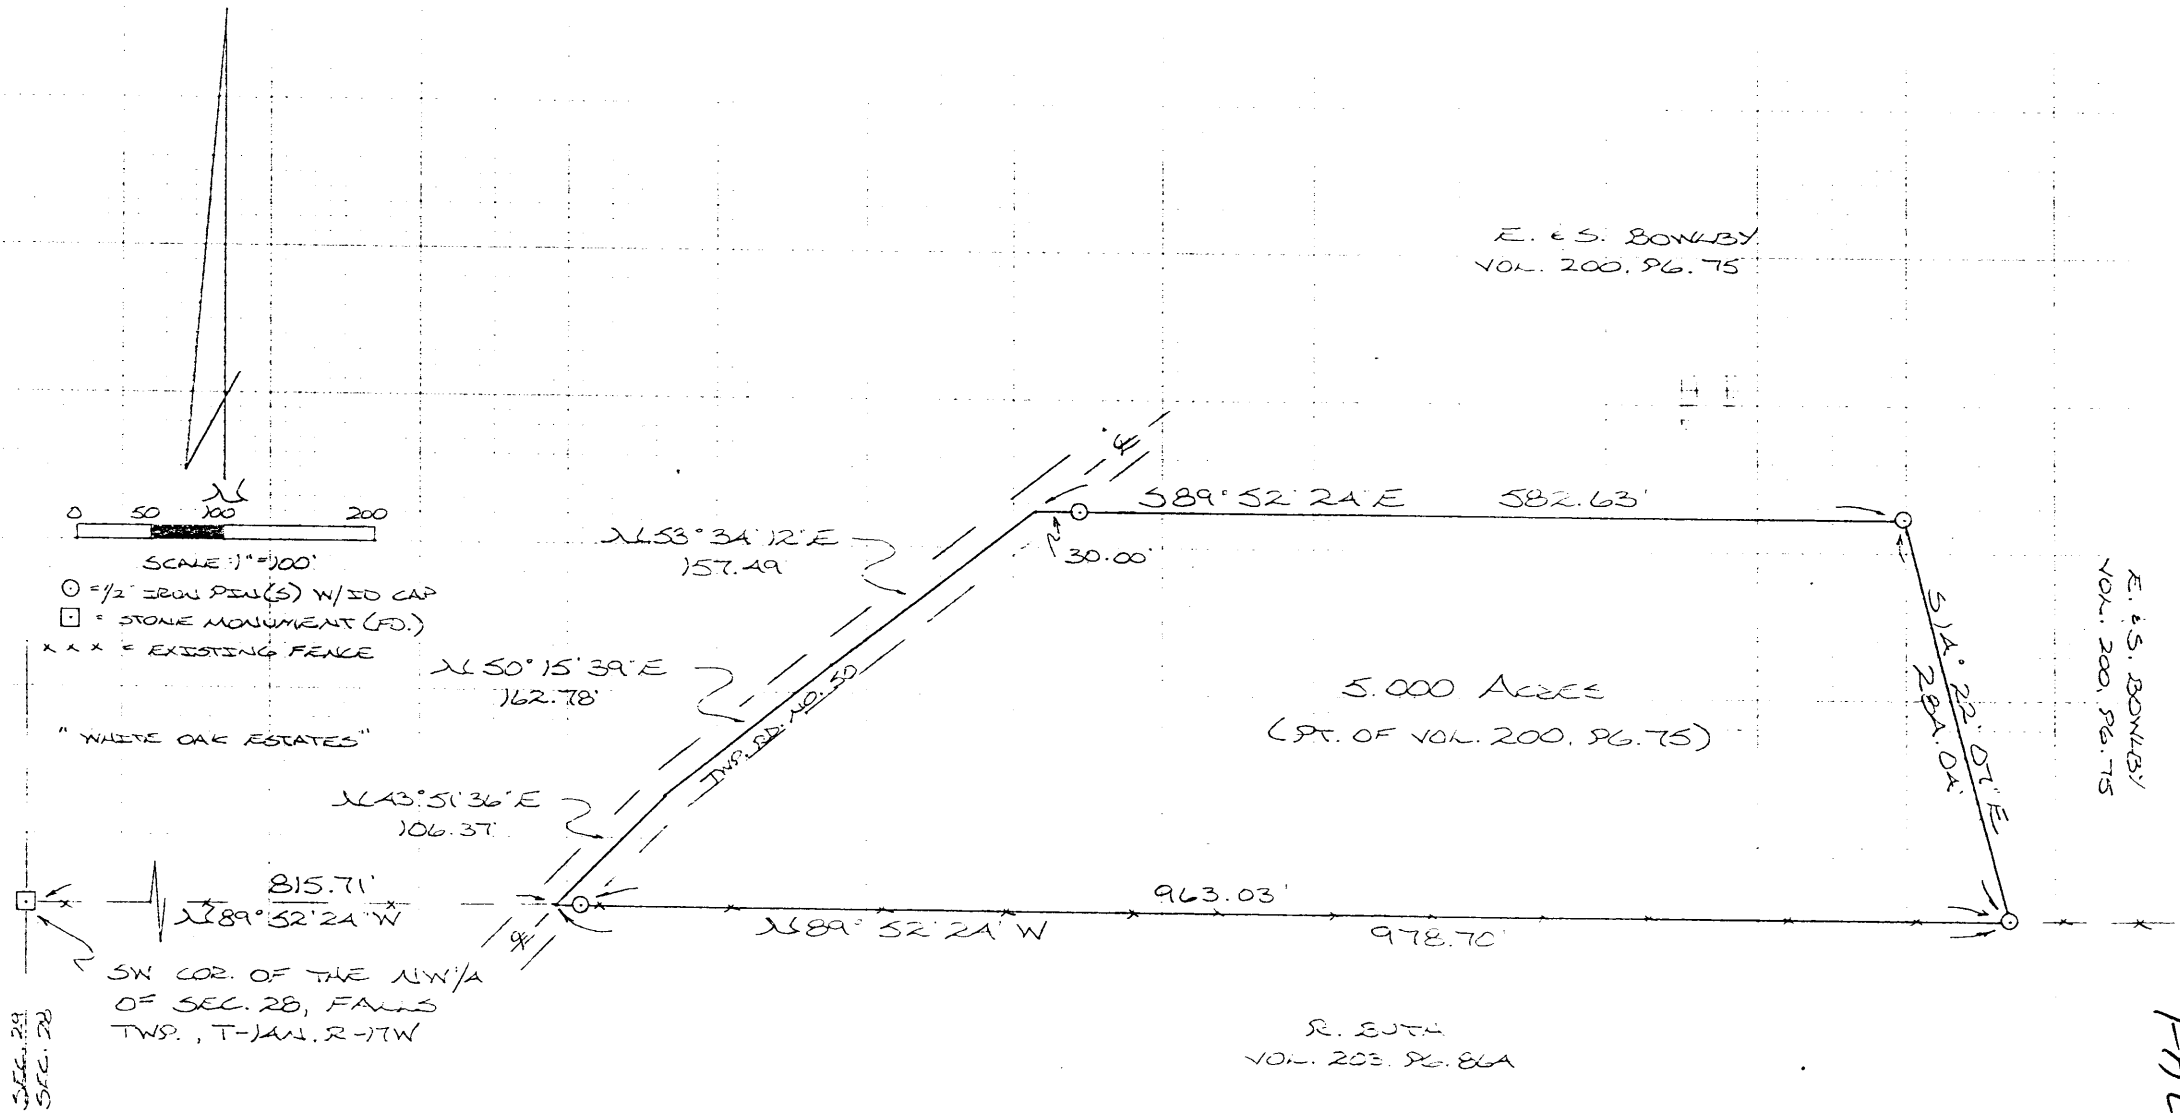 E. & S. BOWLBY
VOL. 200, PG. 75
N
0 50 100 200
SCALE: 1"=100'
⊙ = 1/2" IRON PIN(S) W/ID CAP
⊡ = STONE MONUMENT (FD.)
x x x = EXISTING FENCE
"WHITE OAK ESTATES"
S 89° 52' 24" E 582.63'
30.00'
N 53° 34' 12" E
157.49
N 50° 15' 39" E
162.78'
N 43° 51' 36" E
106.37'
TWP. RD. NO. 50
5.000 ACRES
(PT. OF VOL. 200, PG. 75)
S 14° 22' 07" E
284.04'
E. & S. BOWLBY
VOL. 200, PG. 75
815.71'
N 89° 52' 24" W
963.03'
N 89° 52' 24" W
978.70'
SW COR. OF THE NW 1/4
OF SEC. 28, FALLS
TWP., T-14N, R-17W
SEC. 29
SEC. 28
R.
VOL. 203, PG. 864